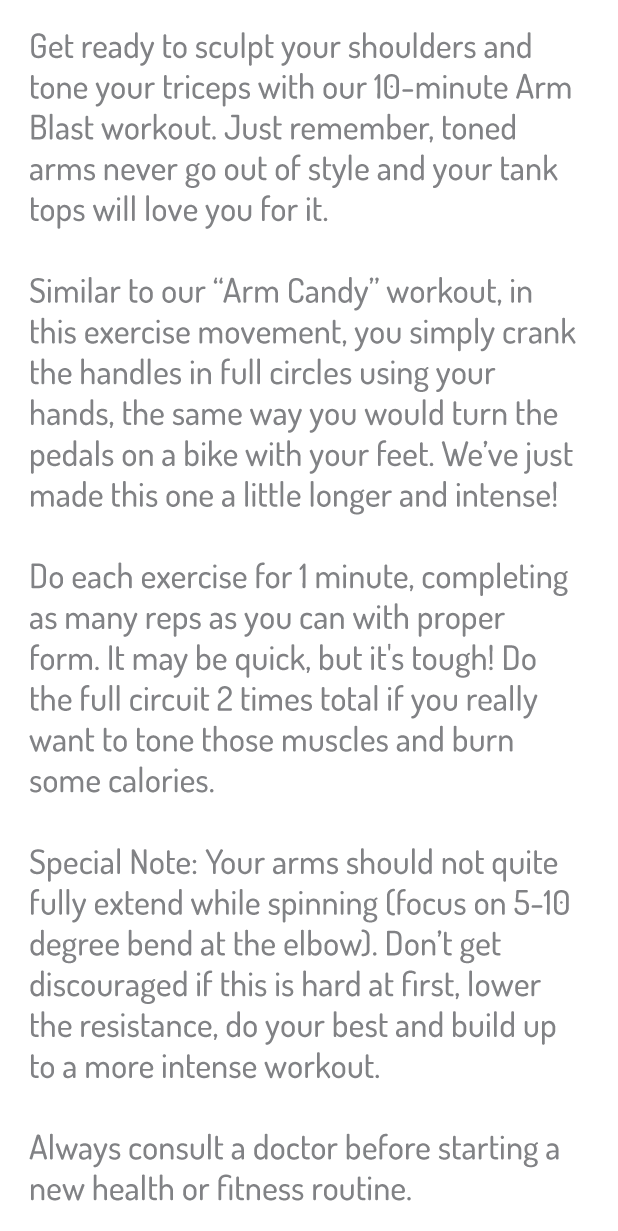 Get ready to sculpt your shoulders and
tone your triceps with our 10-minute Arm
Blast workout. Just remember, toned
arms never go out of style and your tank
tops will love you for it.
Similar to our “Arm Candy” workout, in
this exercise movement, you simply crank
the handles in full circles using your
hands, the same way you would turn the
pedals on a bike with your feet. We’ve just
made this one a little longer and intense!
Do each exercise for 1 minute, completing
as many reps as you can with proper
form. It may be quick, but it's tough! Do
the full circuit 2 times total if you really
want to tone those muscles and burn
some calories.
Special Note: Your arms should not quite
fully extend while spinning (focus on 5-10
degree bend at the elbow). Don’t get
discouraged if this is hard at first, lower
the resistance, do your best and build up
to a more intense workout.
Always consult a doctor before starting a
new health or fitness routine.